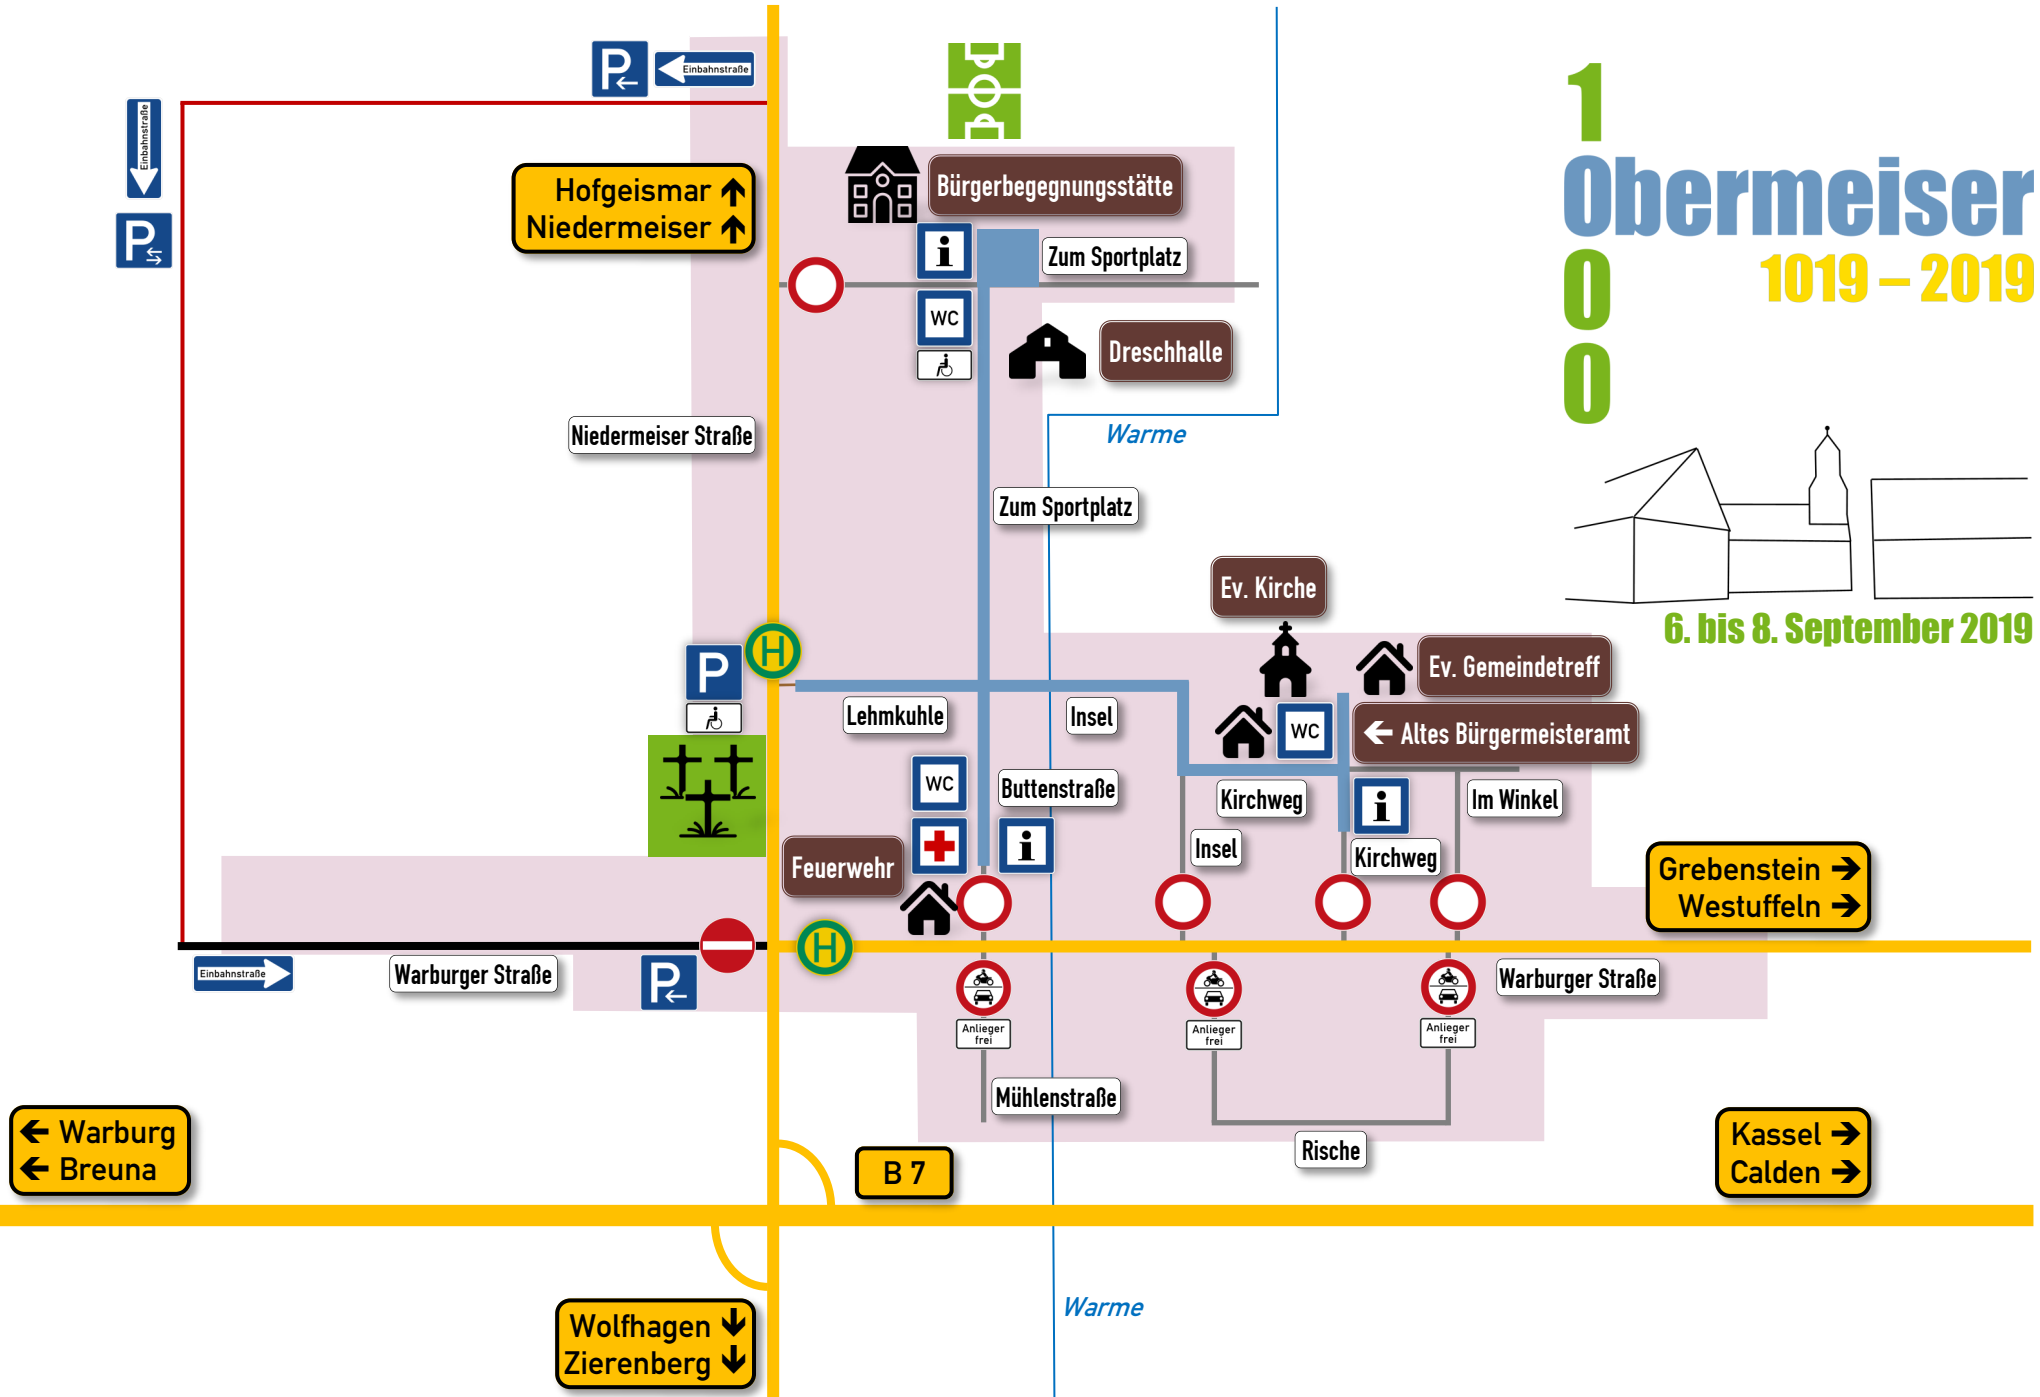 P
Einbahnstraße
Einbahnstraße
P
Hofgeismar ↑
Niedermeiser ↑
Bürgerbegegnungsstätte
i
Zum Sportplatz
WC
Dreschhalle
1
Obermeiser
0
0
1019 – 2019
Niedermeiser Straße
Warme
Zum Sportplatz
Ev. Kirche
6. bis 8. September 2019
H
P
Ev. Gemeindetreff
Lehmkuhle
Insel
WC
← Altes Bürgermeisteramt
WC
Buttenstraße
Kirchweg
i
Im Winkel
Feuerwehr
i
Insel
Kirchweg
Grebenstein →
Westuffeln →
H
Einbahnstraße
Warburger Straße
P
Warburger Straße
Anlieger
frei
Anlieger
frei
Anlieger
frei
Mühlenstraße
Rische
← Warburg
← Breuna
B 7
Kassel →
Calden →
Wolfhagen ↓
Zierenberg ↓
Warme